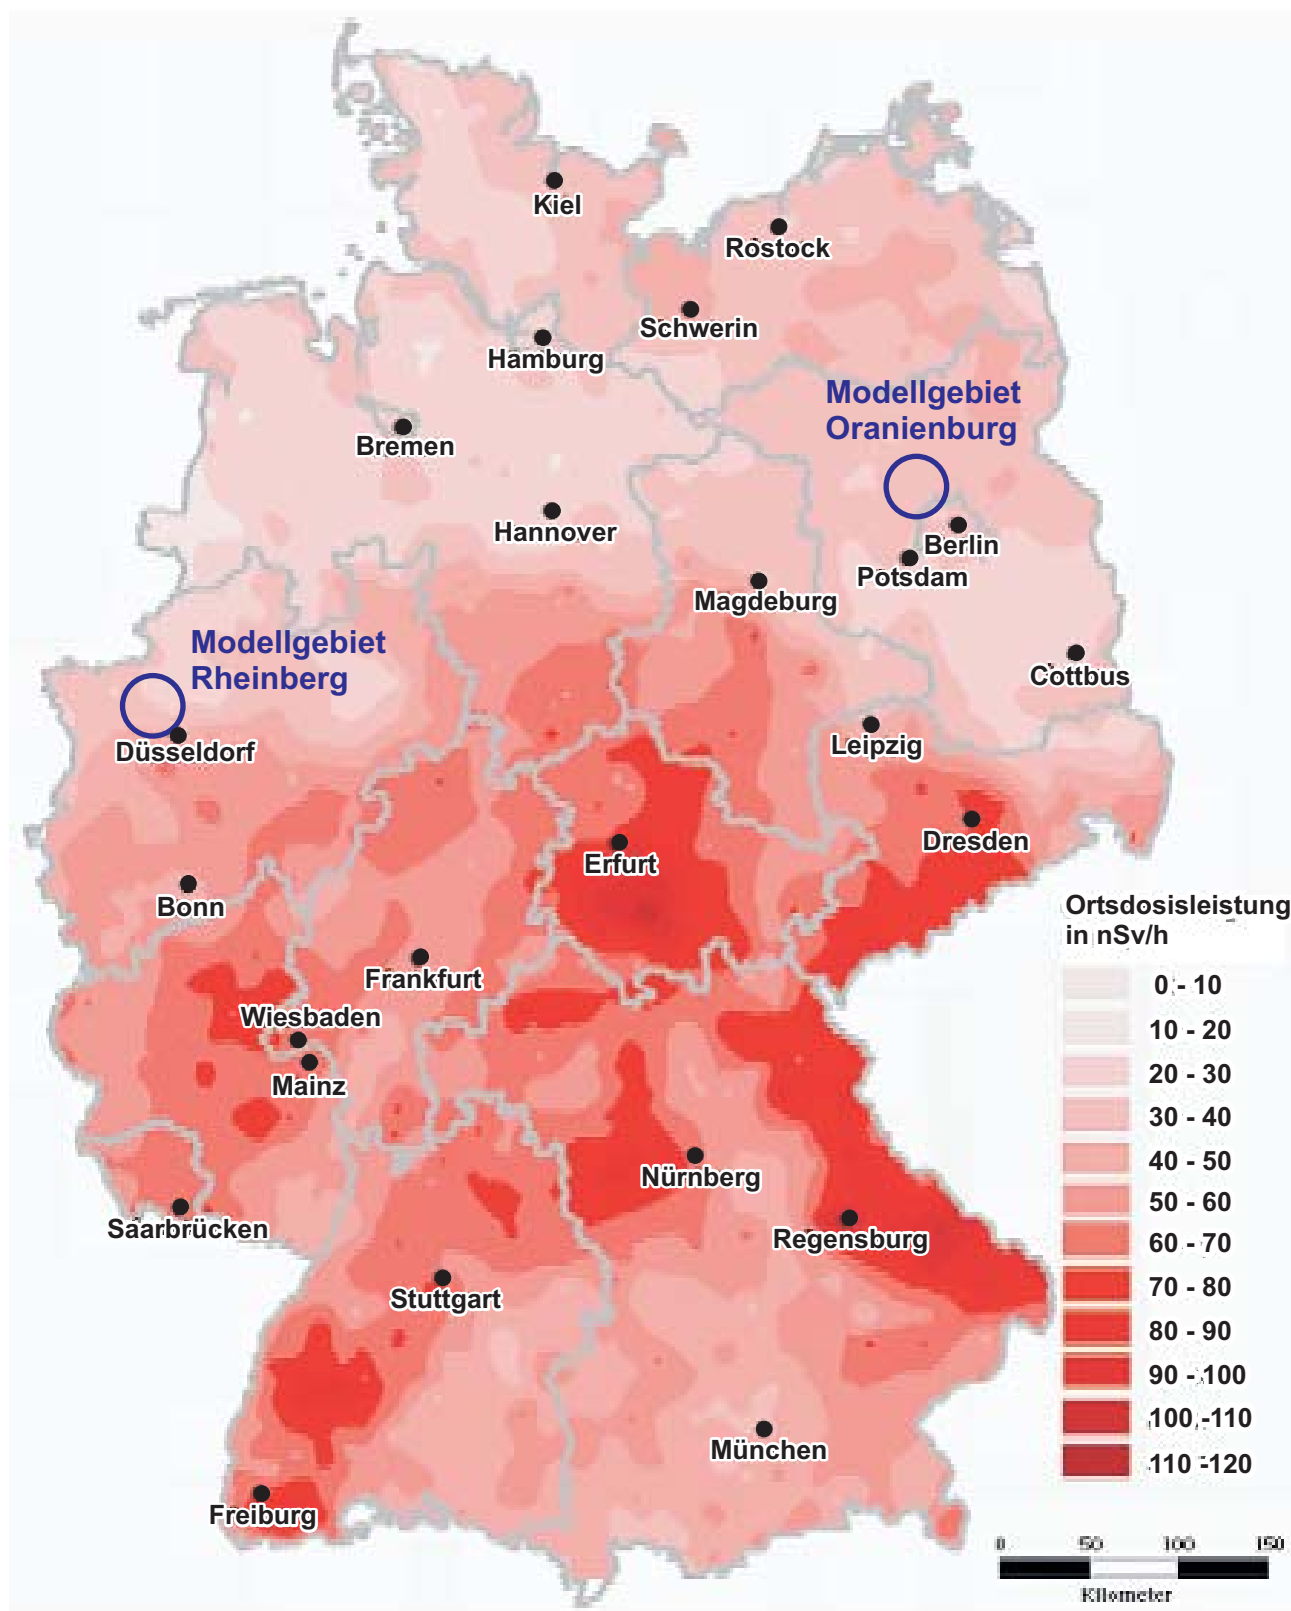 Kiel
Rostock
Schwerin
Hamburg
Modellgebiet
Oranienburg
Bremen
Hannover
Berlin
Potsdam
Magdeburg
Modellgebiet
Rheinberg
Cottbus
Düsseldorf
Leipzig
Dresden
Erfurt
Bonn
Ortsdosisleistung
in nSv/h
Frankfurt
0 - 10
Wiesbaden
10 - 20
Mainz
20 - 30
30 - 40
40 - 50
Nürnberg
50 - 60
Saarbrücken
Regensburg
60 - 70
70 - 80
Stuttgart
80 - 90
90 - 100
100 -110
München
110 -120
Freiburg
0 50 100 150
Kilometer